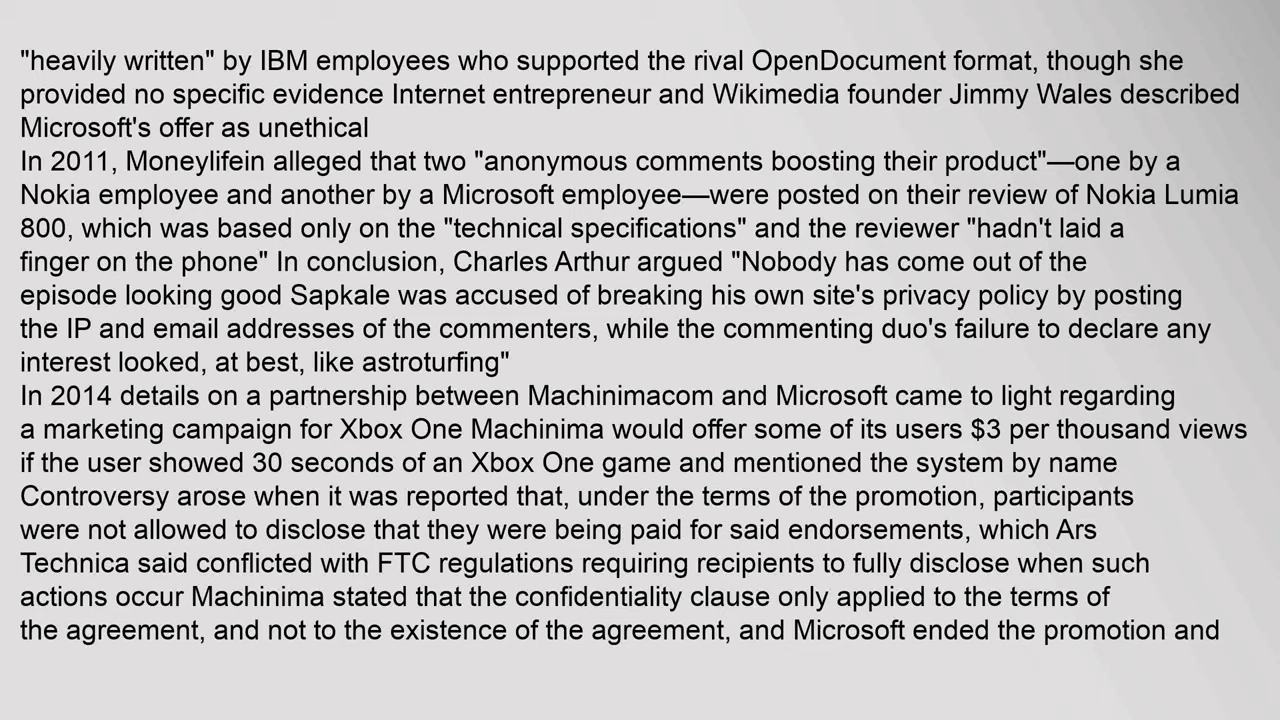 "heavily written" by IBM employees who supported the rival OpenDocument format, though she
provided no specific evidence Internet entrepreneur and Wikimedia founder Jimmy Wales described
Microsoft's offer as unethical
In 2011, Moneylifein alleged that two "anonymous comments boosting their product"—one by a
Nokia employee and another by a Microsoft employee—were posted on their review of Nokia Lumia
800, which was based only on the "technical specifications" and the reviewer "hadn't laid a
finger on the phone" In conclusion, Charles Arthur argued "Nobody has come out of the
episode looking good Sapkale was accused of breaking his own site's privacy policy by posting
the IP and email addresses of the commenters, while the commenting duo's failure to declare any
interest looked, at best, like astroturfing"
In 2014 details on a partnership between Machinimacom and Microsoft came to light regarding
a marketing campaign for Xbox One Machinima would offer some of its users $3 per thousand views
if the user showed 30 seconds of an Xbox One game and mentioned the system by name
Controversy arose when it was reported that, under the terms of the promotion, participants
were not allowed to disclose that they were being paid for said endorsements, which Ars
Technica said conflicted with FTC regulations requiring recipients to fully disclose when such
actions occur Machinima stated that the confidentiality clause only applied to the terms of
the agreement, and not to the existence of the agreement, and Microsoft ended the promotion and